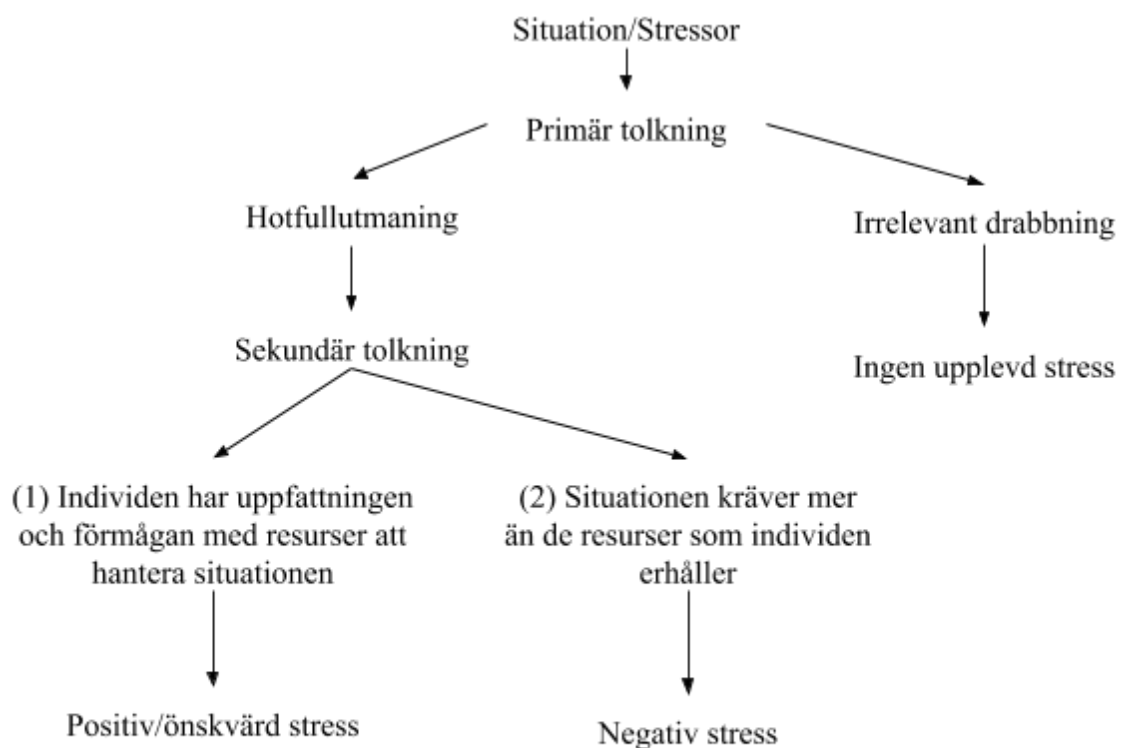 Situation/Stressor
Primär tolkning
Hotfullutmaning
Irrelevant drabbning
Sekundär tolkning
Ingen upplevd stress
(1) Individen har uppfattningen
och förmågan med resurser att
hantera situationen
(2) Situationen kräver mer
än de resurser som individen
erhåller
Positiv/önskvärd stress
Negativ stress